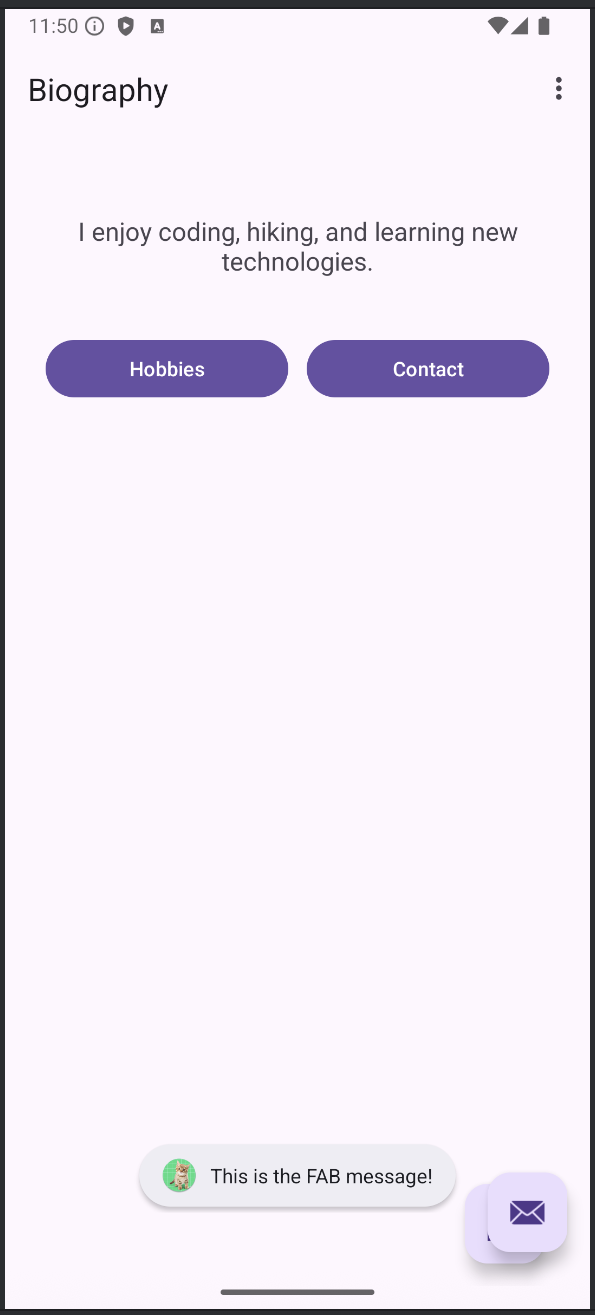 11:50
Biography
I enjoy coding, hiking, and learning new
technologies.
Hobbies
Contact
This is the FAB message!